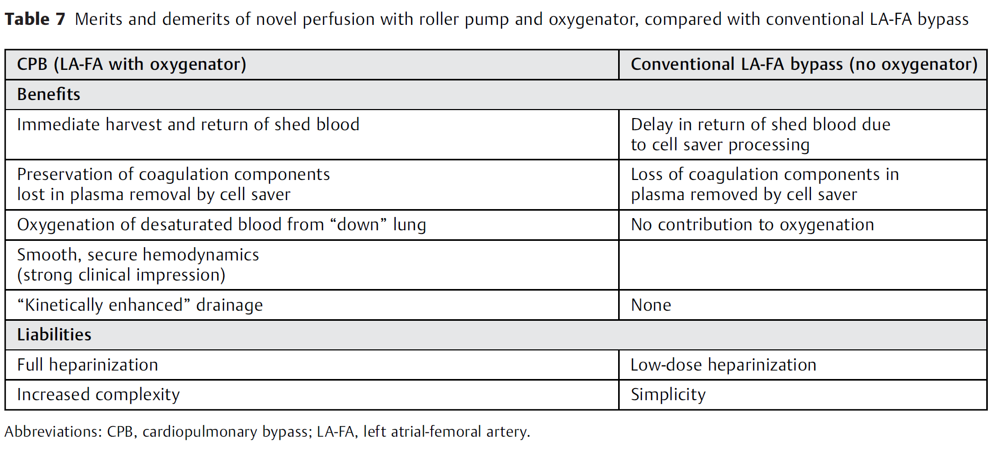 Table 7 Merits and demerits of novel perfusion with roller pump and oxygenator, compared with conventional LA-FA bypass
CPB (LA-FA with oxygenator)
Conventional LA-FA bypass (no oxygenator)
Benefits
Immediate harvest and return of shed blood
Delay in return of shed blood due
to cell saver processing
Preservation of coagulation components
lost in plasma removal by cell saver
Loss of coagulation components in
plasma removed by cell saver
Oxygenation of desaturated blood from “down” lung
No contribution to oxygenation
Smooth, secure hemodynamics
(strong clinical impression)
“Kinetically enhanced” drainage
None
Liabilities
Full heparinization
Low-dose heparinization
Increased complexity
Simplicity
Abbreviations: CPB, cardiopulmonary bypass; LA-FA, left atrial-femoral artery.